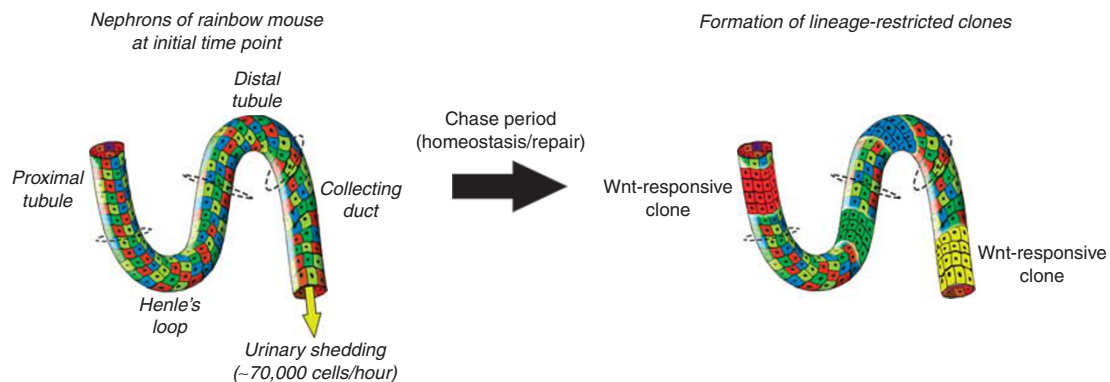 Nephrons of rainbow mouse
at initial time point
Distal
tubule
Proximal
tubule
Collecting
duct
Henle's
loop
Urinary shedding
(~70,000 cells/hour)
Chase period
(homeostasis/repair)
Formation of lineage-restricted clones
Wnt-responsive
clone
Wnt-responsive
clone